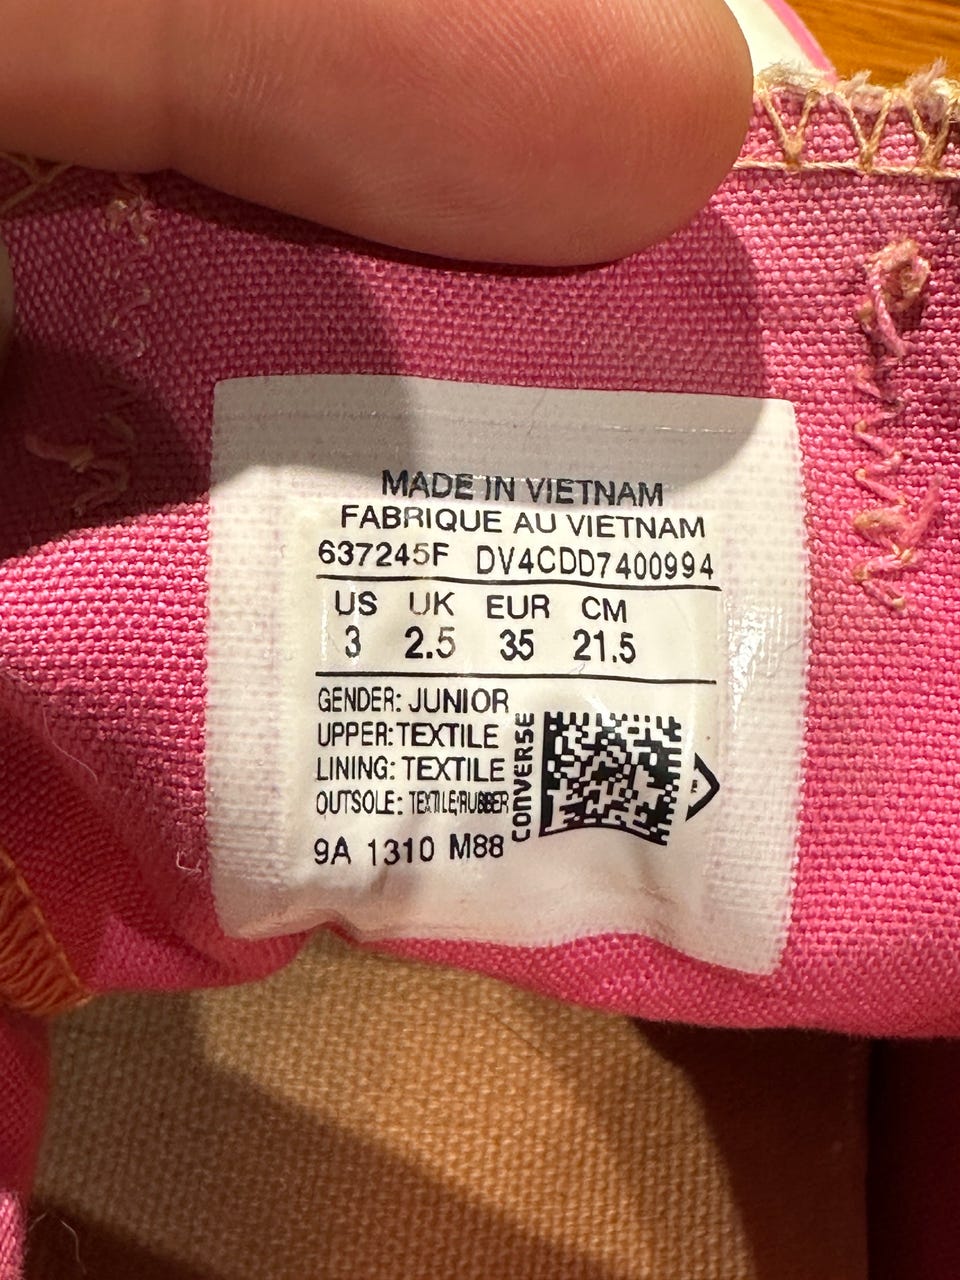 MADE IN VIETNAM
FABRIQUE AU VIETNAM
637245F DV4CDD7400994
US UK EUR CM
3 2.5 35 21.5
GENDER: JUNIOR
UPPER: TEXTILE
LINING: TEXTILE
OUTSOLE: TEXTILE/RUBBER
9A 1310 M88
CONVERSE
TM